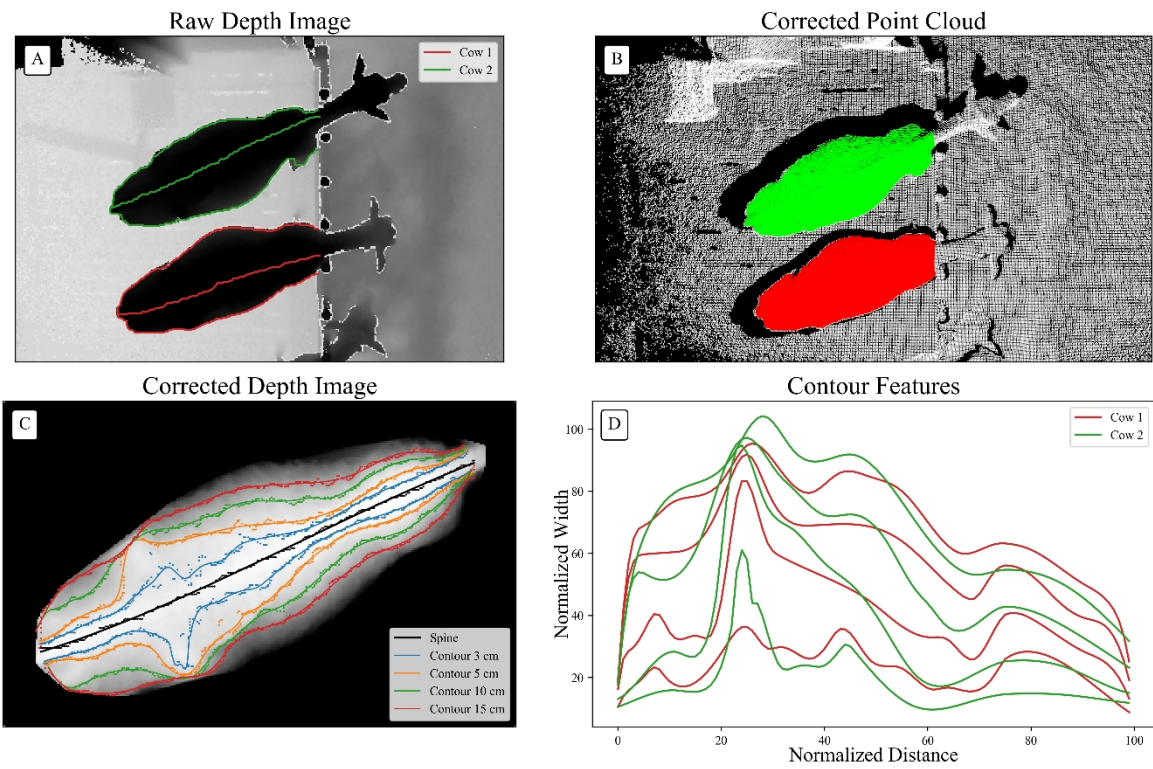 Raw Depth Image
A
Cow 1
Cow 2
Corrected Point Cloud
B
Corrected Depth Image
C
Spine
Contour 3 cm
Contour 5 cm
Contour 10 cm
Contour 15 cm
Contour Features
D
Cow 1
Cow 2
Normalized Width
100
80
60
40
20
0
20
40
60
80
100
Normalized Distance